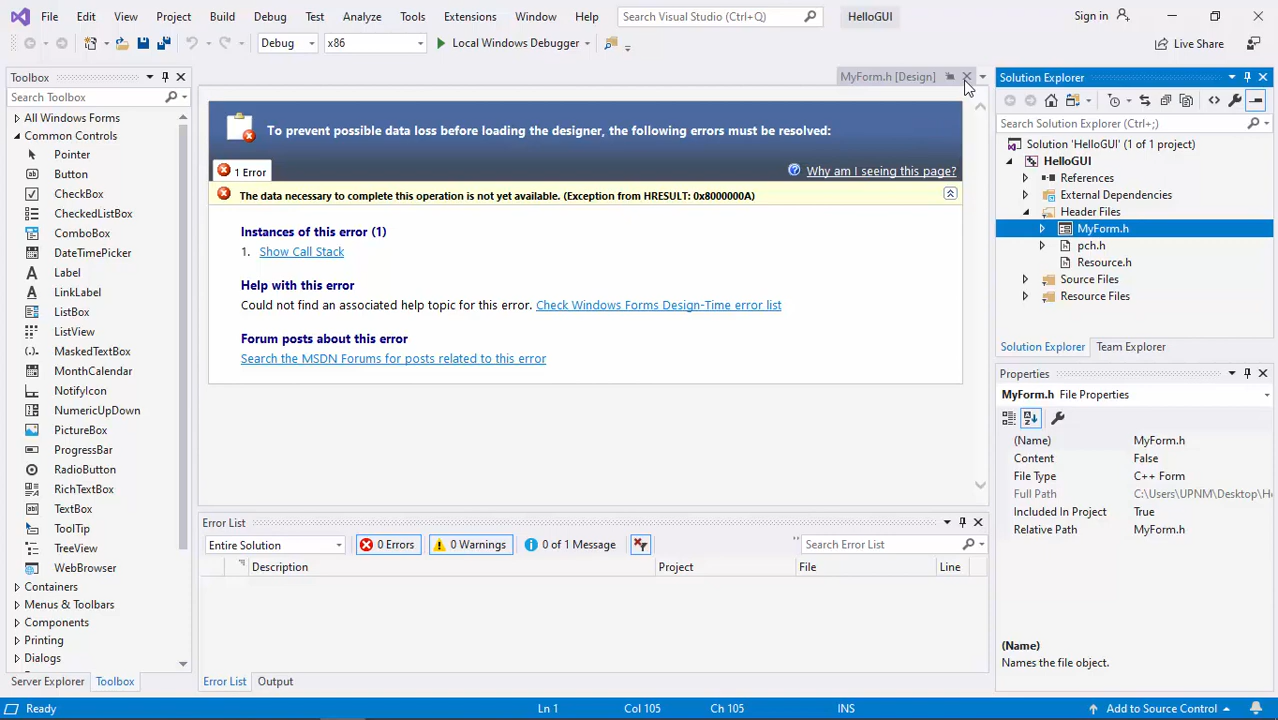 File Edit View Project Build Debug Test Analyze Tools Extensions Window Help Search Visual Studio (Ctrl+Q) HelloGUI Sign in
Debug x86 Local Windows Debugger Live Share
Toolbox
Search Toolbox
All Windows Forms
Common Controls
Pointer
Button
CheckBox
CheckedListBox
ComboBox
DateTimePicker
Label
LinkLabel
ListBox
ListView
MaskedTextBox
MonthCalendar
NotifyIcon
NumericUpDown
PictureBox
ProgressBar
RadioButton
RichTextBox
TextBox
ToolTip
TreeView
WebBrowser
Containers
Menus & Toolbars
Components
Printing
Dialogs
Server Explorer Toolbox
MyForm.h [Design]
To prevent possible data loss before loading the designer, the following errors must be resolved:
1 Error
Why am I seeing this page?
The data necessary to complete this operation is not yet available. (Exception from HRESULT: 0x8000000A)
Instances of this error (1)
1. Show Call Stack
Help with this error
Could not find an associated help topic for this error. Check Windows Forms Design-Time error list
Forum posts about this error
Search the MSDN Forums for posts related to this error
Error List
Entire Solution 0 Errors 0 Warnings 0 of 1 Message Search Error List
Description Project File Line
Error List Output
Solution Explorer
Search Solution Explorer (Ctrl+;)
Solution 'HelloGUI' (1 of 1 project)
HelloGUI
References
External Dependencies
Header Files
MyForm.h
pch.h
Resource.h
Source Files
Resource Files
Solution Explorer Team Explorer
Properties
MyForm.h File Properties
(Name) MyForm.h
Content False
File Type C++ Form
Full Path C:\Users\UPNM\Desktop\He
Included In Project True
Relative Path MyForm.h
(Name)
Names the file object.
Ready Ln 1 Col 105 Ch 105 INS Add to Source Control